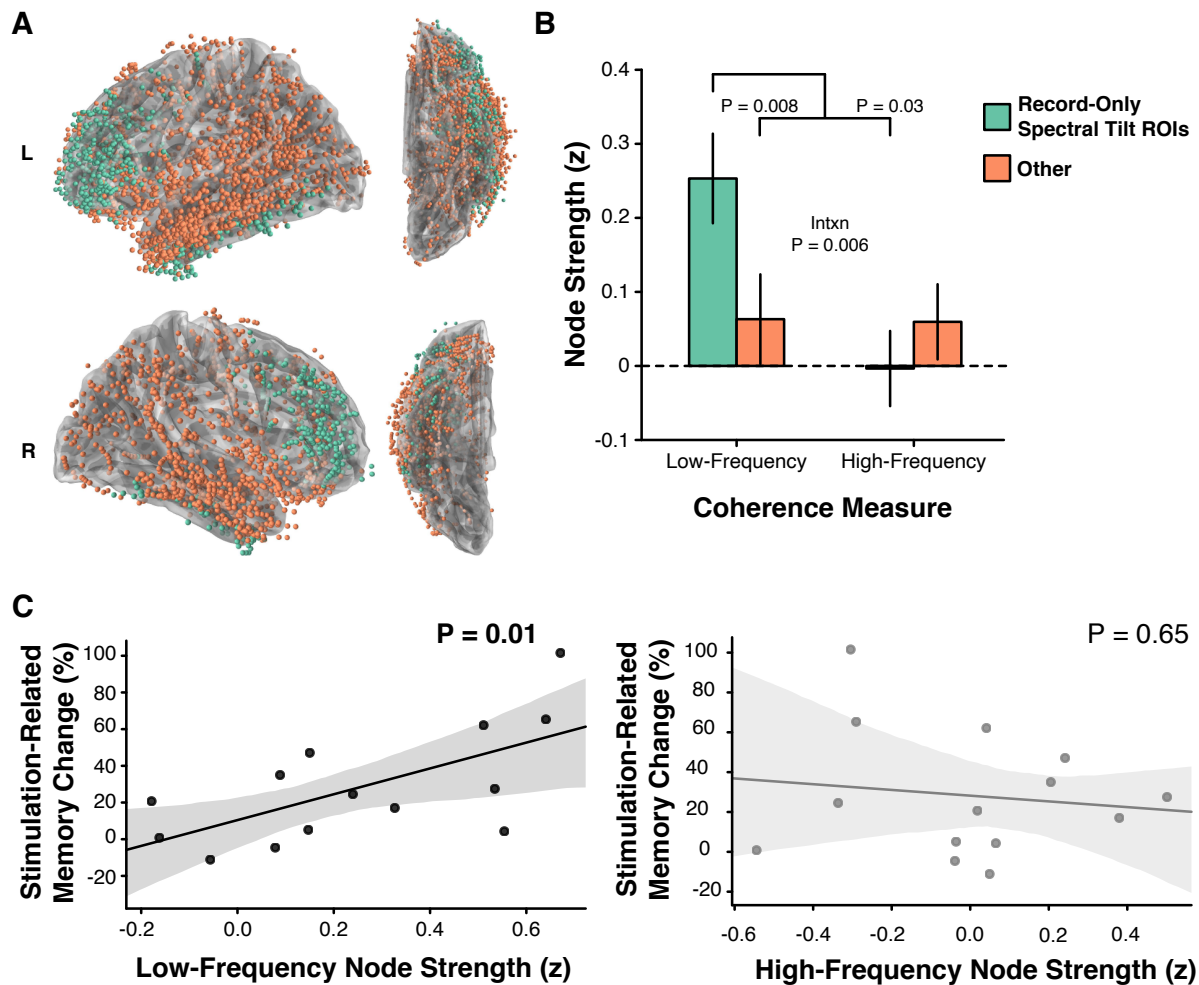 A
L
R
B
Node Strength (z)
0.4
0.3
0.2
0.1
0
-0.1
P = 0.008
P = 0.03
Intxn
P = 0.006
Record-Only
Spectral Tilt ROIs
Other
Low-Frequency
High-Frequency
Coherence Measure
C
Stimulation-Related
Memory Change (%)
P = 0.01
100
80
60
40
20
0
-20
-0.2
0.0
0.2
0.4
0.6
Low-Frequency Node Strength (z)
Stimulation-Related
Memory Change (%)
P = 0.65
100
80
60
40
20
0
-20
-0.6
-0.4
-0.2
0.0
0.2
0.4
High-Frequency Node Strength (z)